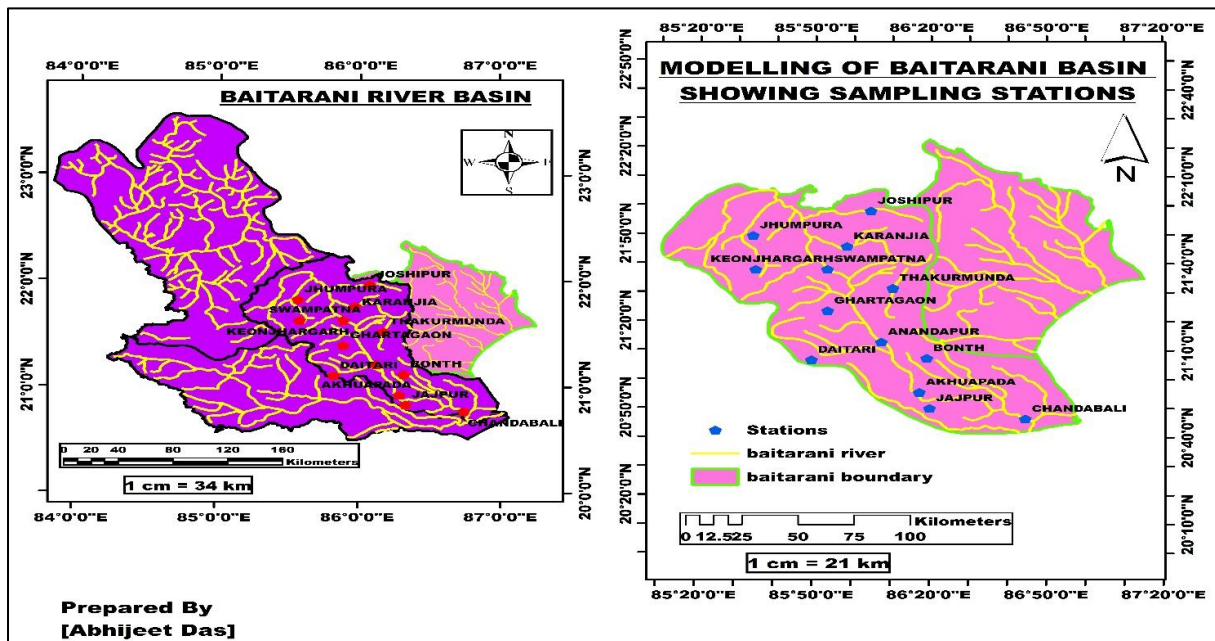 84°0'0"E 85°0'0"E 86°0'0"E 87°0'0"E
BAITARANI RIVER BASIN
N
W E
S
23°0'0"N
22°0'0"N
21°0'0"N
23°0'0"N
22°0'0"N
21°0'0"N
20°0'0"N
JOSHIPUR
JHUMPURA
KARANJIA
SWAMPATNA
THAKURMUNDA
KEONJHARGARH
GHARTAGAON
DAITARI
BONTH
AKHUAPADA
JAJPUR
CHANDABALI
0 20 40 80 120 160
Kilometers
1 cm = 34 km
84°0'0"E 85°0'0"E 86°0'0"E 87°0'0"E
Prepared By
[Abhijeet Das]
85°20'0"E 85°50'0"E 86°20'0"E 86°50'0"E 87°20'0"E
MODELLING OF BAITARANI BASIN
SHOWING SAMPLING STATIONS
N
22°50'0"N
22°20'0"N
21°50'0"N
21°20'0"N
20°50'0"N
20°20'0"N
22°40'0"N
22°10'0"N
21°40'0"N
21°10'0"N
20°40'0"N
20°10'0"N
JOSHIPUR
JHUMPURA
KARANJIA
KEONJHARGARH
SWAMPATNA
THAKURMUNDA
GHARTAGAON
ANANDAPUR
DAITARI
BONTH
AKHUAPADA
JAJPUR
CHANDABALI
Stations
baitarani river
baitarani boundary
Kilometers
0 12.525 50 75 100
1 cm = 21 km
85°20'0"E 85°50'0"E 86°20'0"E 86°50'0"E 87°20'0"E